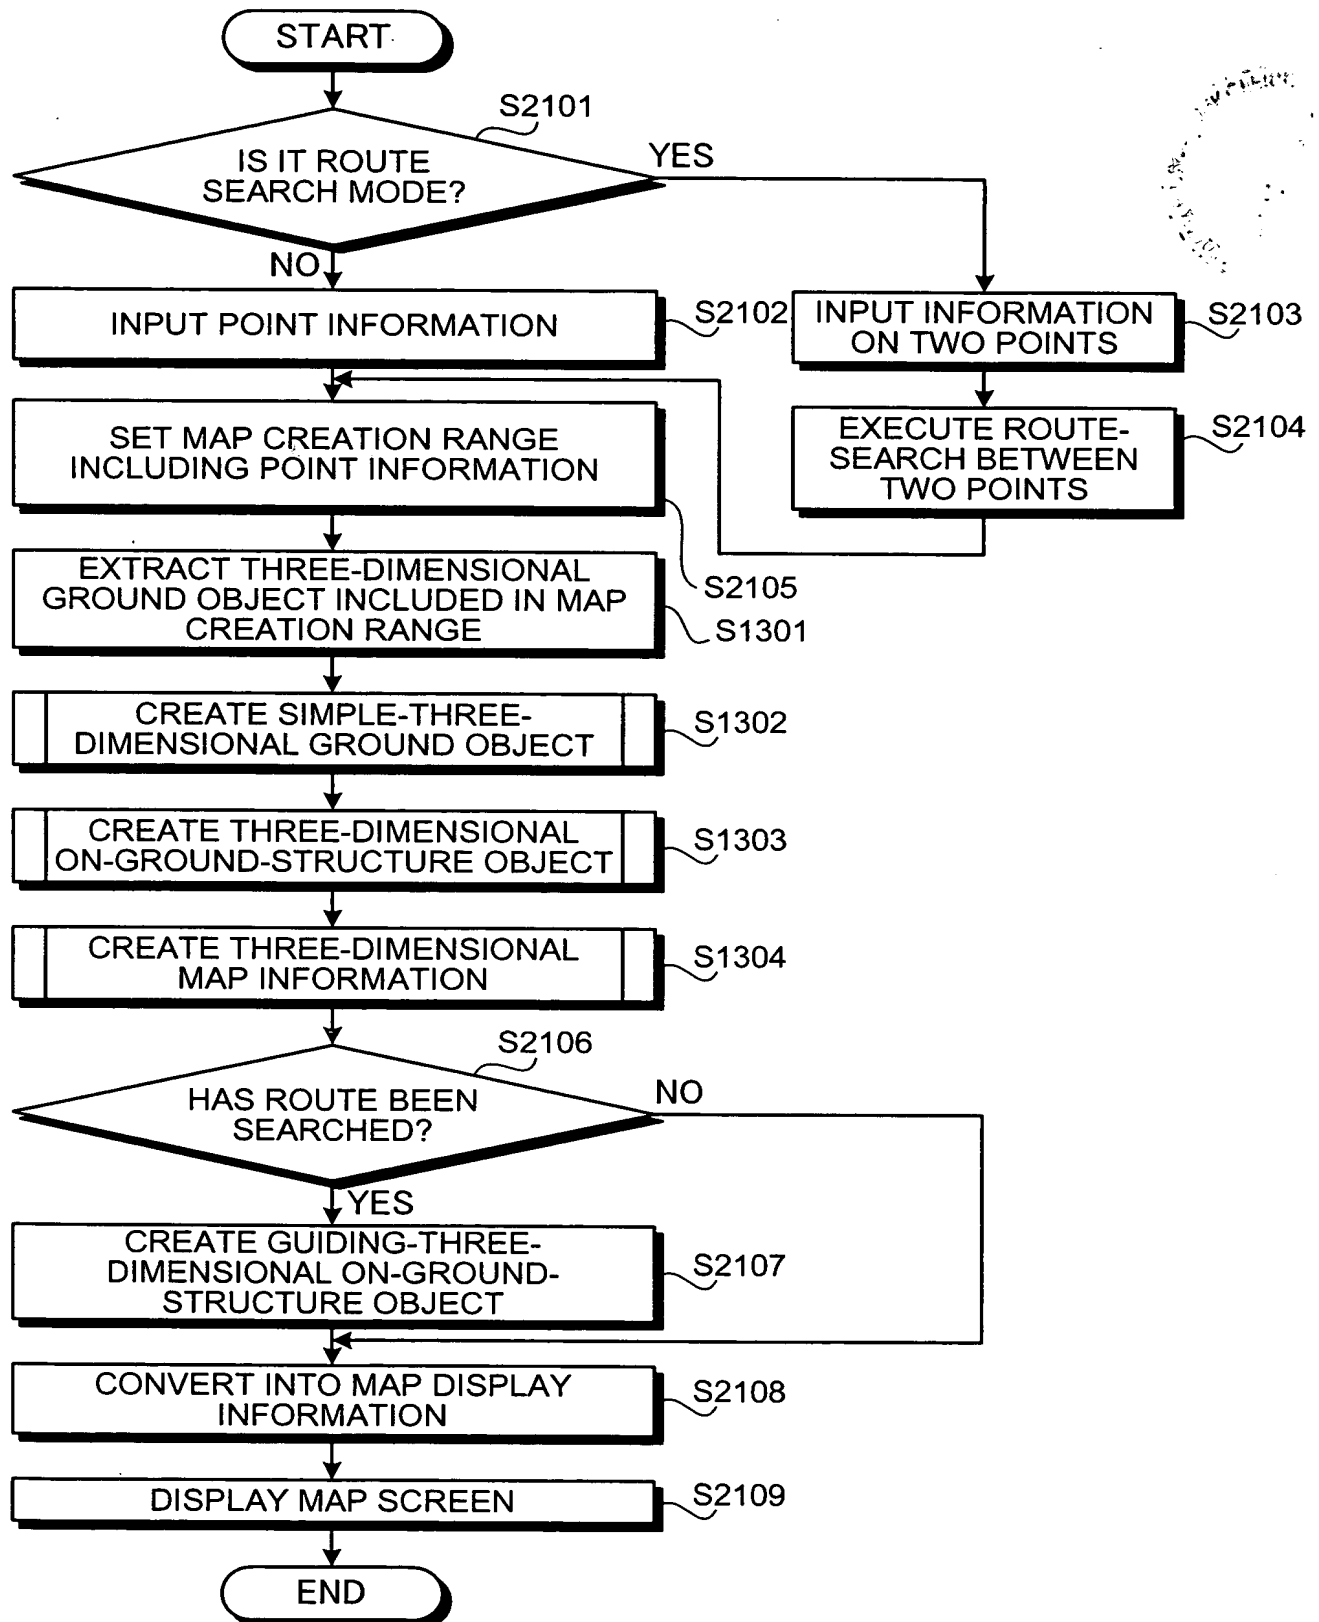 START
S2101
IS IT ROUTE
SEARCH MODE?
YES
NO
INPUT POINT INFORMATION
S2102
INPUT INFORMATION
ON TWO POINTS
S2103
EXECUTE ROUTE-
SEARCH BETWEEN
TWO POINTS
S2104
SET MAP CREATION RANGE
INCLUDING POINT INFORMATION
S2105
EXTRACT THREE-DIMENSIONAL
GROUND OBJECT INCLUDED IN MAP
CREATION RANGE
S1301
CREATE SIMPLE-THREE-
DIMENSIONAL GROUND OBJECT
S1302
CREATE THREE-DIMENSIONAL
ON-GROUND-STRUCTURE OBJECT
S1303
CREATE THREE-DIMENSIONAL
MAP INFORMATION
S1304
S2106
HAS ROUTE BEEN
SEARCHED?
NO
YES
CREATE GUIDING-THREE-
DIMENSIONAL ON-GROUND-
STRUCTURE OBJECT
S2107
CONVERT INTO MAP DISPLAY
INFORMATION
S2108
DISPLAY MAP SCREEN
S2109
END